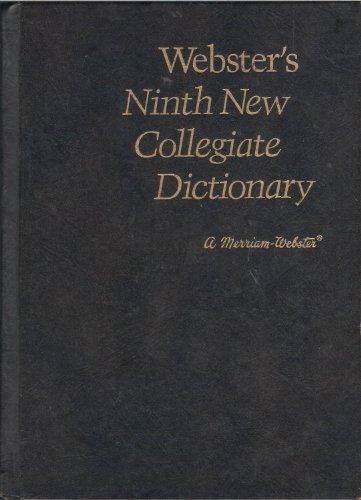 Webster's
Ninth New
Collegiate
Dictionary
A Merriam-Webster®